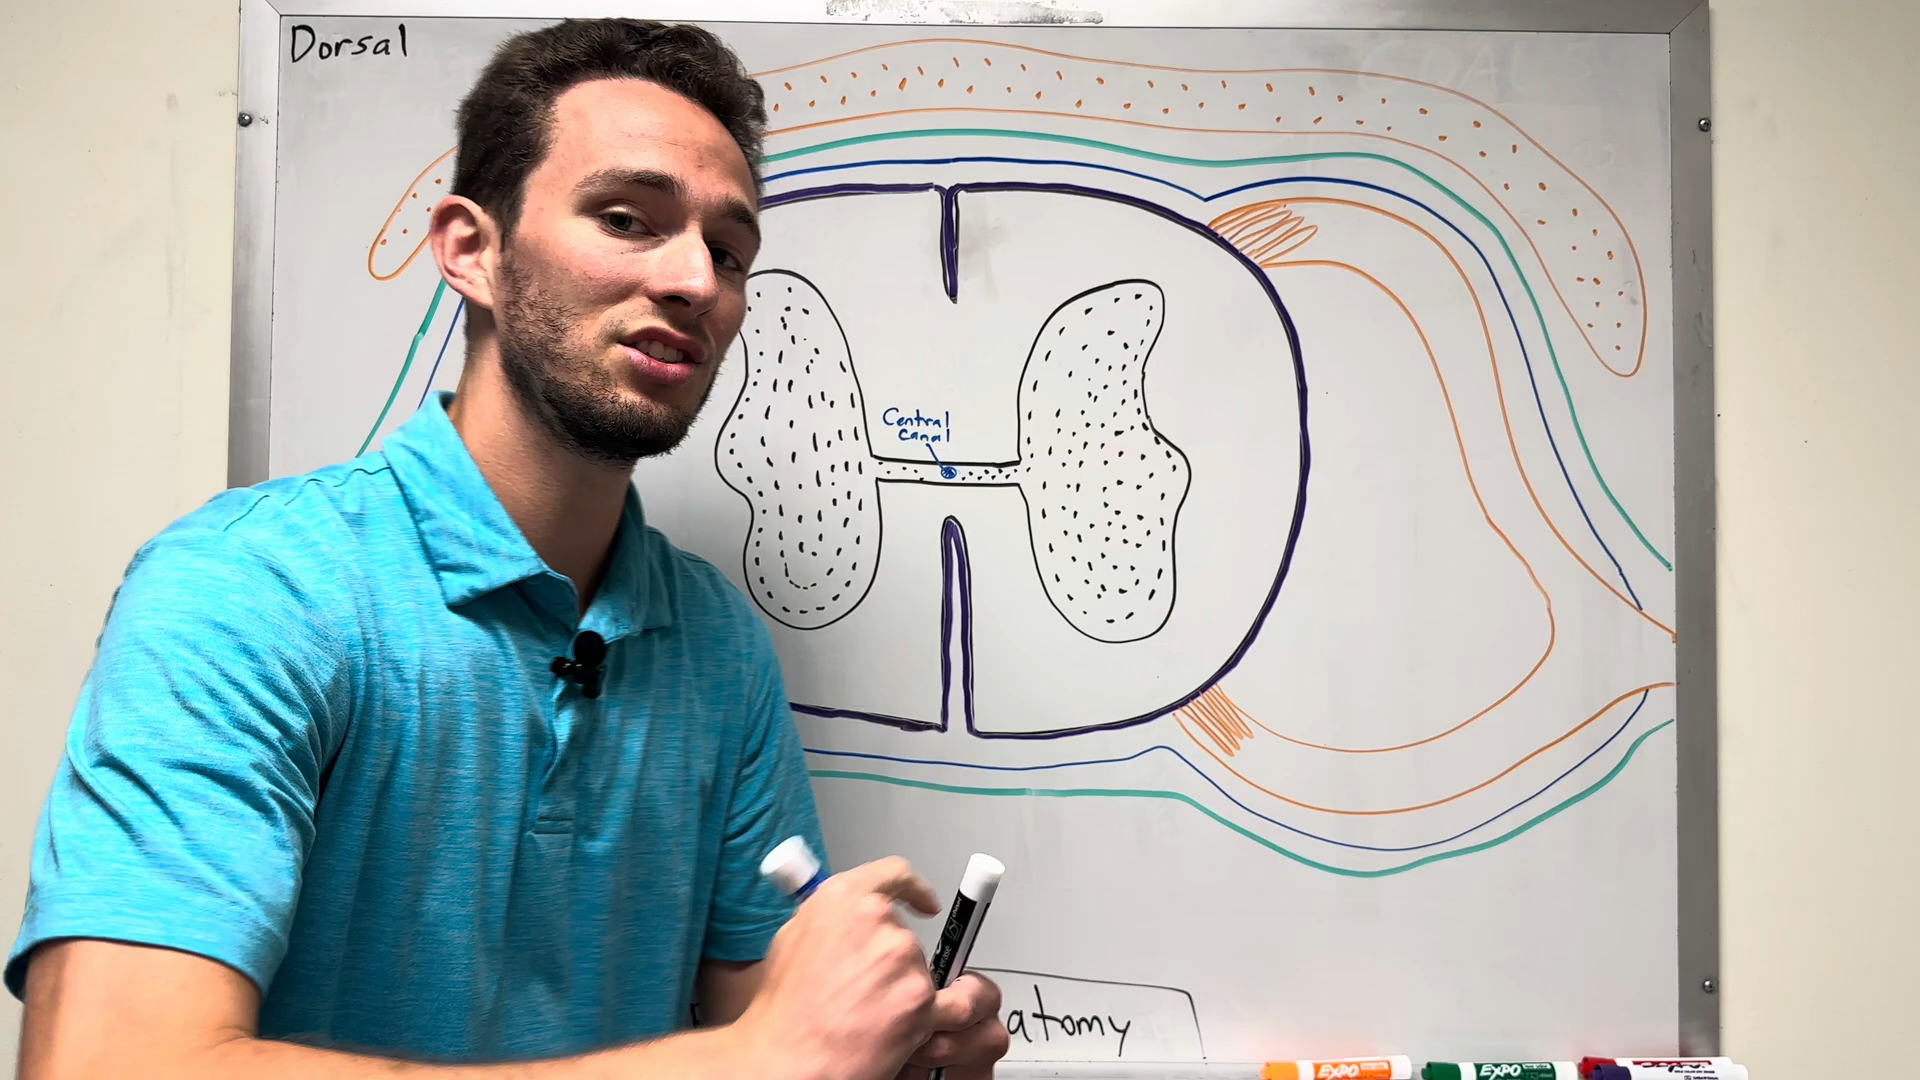 Dorsal
Central
Canal
atomy
EXPO
EXPO